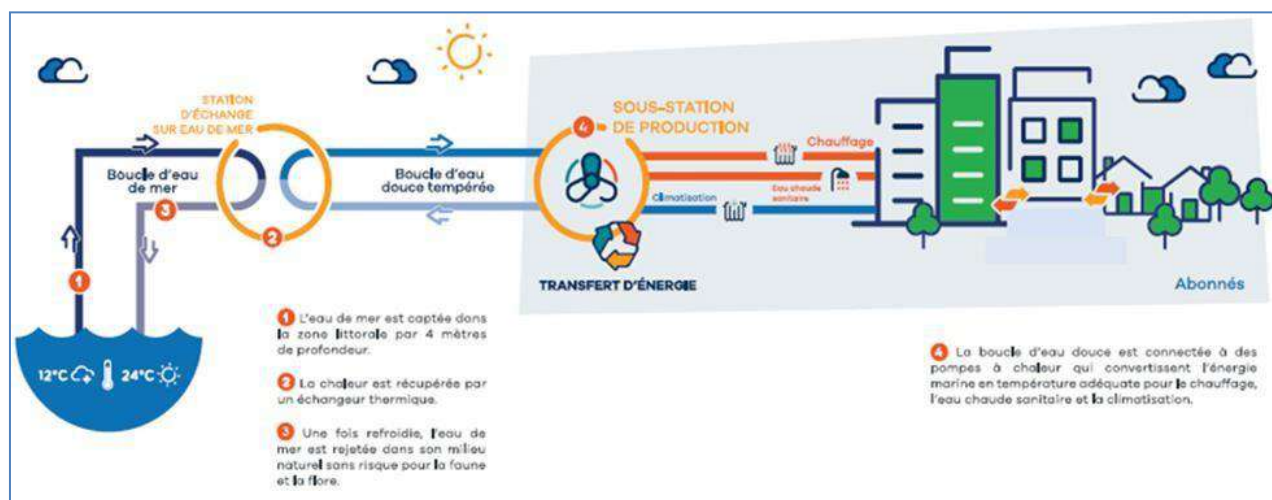 STATION
D'ÉCHANGE
SUR EAU DE MER
4
SOUS-STATION
DE PRODUCTION
Chauffage
Boucle d'eau
de mer
Boucle d'eau
douce tempérée
Climatisation
Eau chaude
sanitaire
3
2
1
TRANSFERT D'ÉNERGIE
Abonnés
12°C
24°C
1 L'eau de mer est captée dans
la zone littorale par 4 mètres
de profondeur.
2 La chaleur est récupérée par
un échangeur thermique.
3 Une fois refroidie, l'eau de
mer est rejetée dans son milieu
naturel sans risque pour la faune
et la flore.
4 La boucle d'eau douce est connectée à des
pompes à chaleur qui convertissent l'énergie
marine en température adéquate pour le chauffage,
l'eau chaude sanitaire et la climatisation.